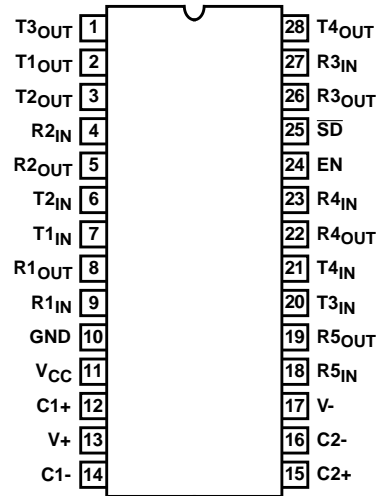 T3OUT 1 28 T4OUT
T1OUT 2 27 R3IN
T2OUT 3 26 R3OUT
R2IN 4 25 S̅D̅
R2OUT 5 24 EN
T2IN 6 23 R4IN
T1IN 7 22 R4OUT
R1OUT 8 21 T4IN
R1IN 9 20 T3IN
GND 10 19 R5OUT
VCC 11 18 R5IN
C1+ 12 17 V-
V+ 13 16 C2-
C1- 14 15 C2+